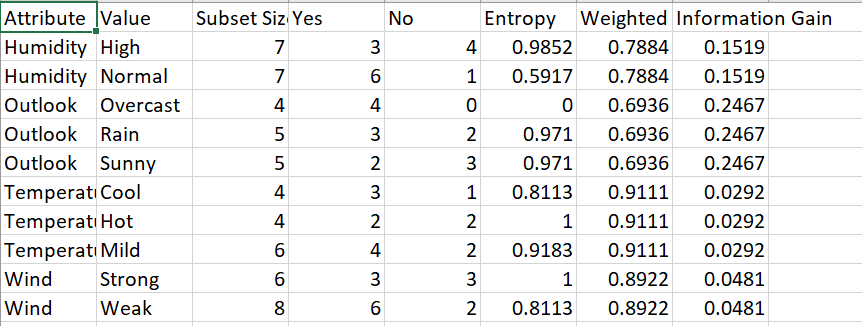 Attribute Value Subset Siz Yes No Entropy Weighted Information Gain
Humidity High 7 3 4 0.9852 0.7884 0.1519
Humidity Normal 7 6 1 0.5917 0.7884 0.1519
Outlook Overcast 4 4 0 0 0.6936 0.2467
Outlook Rain 5 3 2 0.971 0.6936 0.2467
Outlook Sunny 5 2 3 0.971 0.6936 0.2467
Temperatu Cool 4 3 1 0.8113 0.9111 0.0292
Temperatu Hot 4 2 2 1 0.9111 0.0292
Temperatu Mild 6 4 2 0.9183 0.9111 0.0292
Wind Strong 6 3 3 1 0.8922 0.0481
Wind Weak 8 6 2 0.8113 0.8922 0.0481